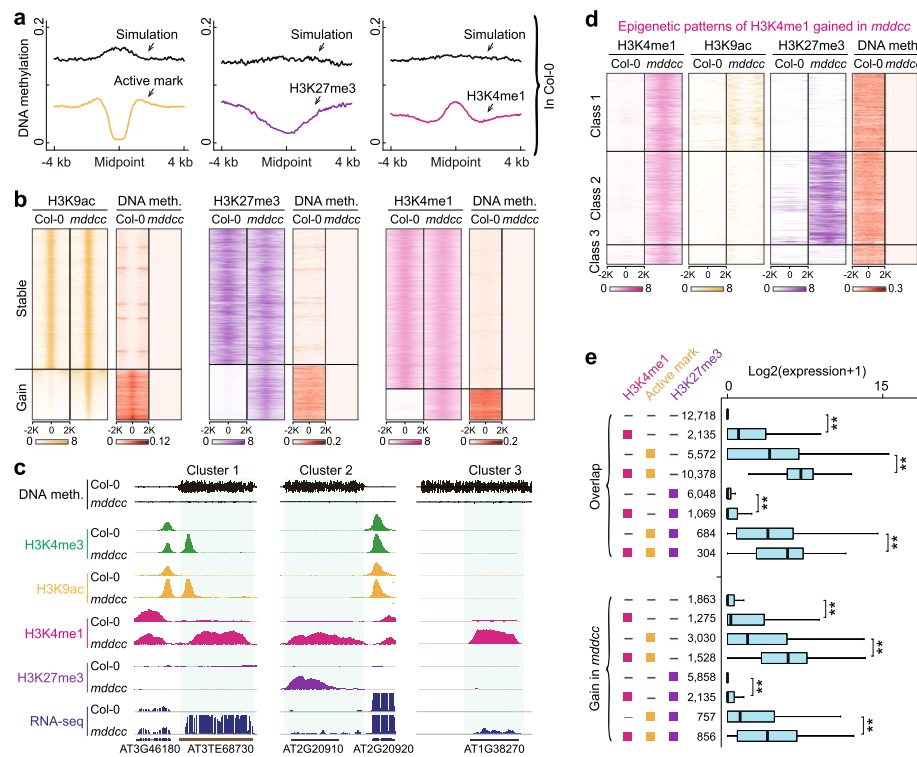 a
DNA methylation
0.2
0
Simulation
Active mark
-4 kb Midpoint 4 kb
0.2
0
Simulation
H3K27me3
-4 kb Midpoint 4 kb
0.2
0
Simulation
H3K4me1
-4 kb Midpoint 4 kb
In Col-0
b
H3K9ac DNA meth. H3K27me3 DNA meth. H3K4me1 DNA meth.
Col-0 mddcc Col-0 mddcc Col-0 mddcc Col-0 mddcc Col-0 mddcc Col-0 mddcc
Stable
Gain
-2K 0 2K -2K 0 2K -2K 0 2K -2K 0 2K -2K 0 2K -2K 0 2K
0 8 0 0.12 0 8 0 0.2 0 8 0 0.2
c
Cluster 1 Cluster 2 Cluster 3
DNA meth. Col-0
mddcc
H3K4me3 Col-0
mddcc
H3K9ac Col-0
mddcc
H3K4me1 Col-0
mddcc
H3K27me3 Col-0
mddcc
RNA-seq Col-0
mddcc
AT3G46180 AT3TE68730 AT2G20910 AT2G20920 AT1G38270
d
Epigenetic patterns of H3K4me1 gained in mddcc
H3K4me1 H3K9ac H3K27me3 DNA meth.
Col-0 mddcc Col-0 mddcc Col-0 mddcc Col-0 mddcc
Class 1
Class 2
Class 3
-2K 0 2K -2K 0 2K -2K 0 2K -2K 0 2K
0 8 0 8 0 8 0 0.3
e
H3K4me1
Active mark
H3K27me3
Log2(expression+1)
0 15
Overlap
– – – 12,718
– – 2,135 **
– – 5,572
– 10,378 **
– – 6,048
– 1,069 **
– 684
304 **
Gain in mddcc
– – – 1,863
– – 1,275 **
– – 3,030
– 1,528 **
– – 5,858
– 2,135 **
– 757
856 **